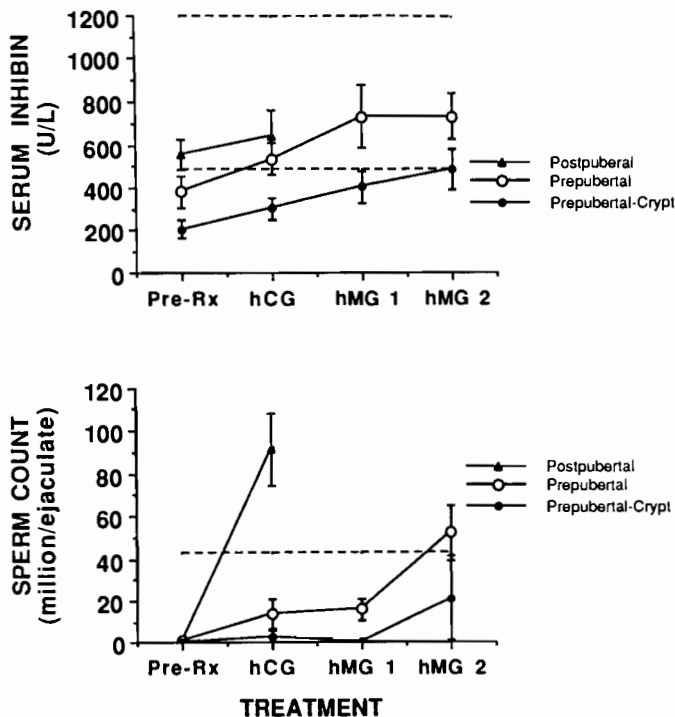 1200
1000
800
600
400
200
0
SERUM INHIBIN
(U/L)
Pre-Rx hCG hMG 1 hMG 2
Postpuberal
Prepubertal
Prepubertal-Crypt
120
100
80
60
40
20
0
SPERM COUNT
(million/ejaculate)
Pre-Rx hCG hMG 1 hMG 2
TREATMENT
Postpubertal
Prepubertal
Prepubertal-Crypt